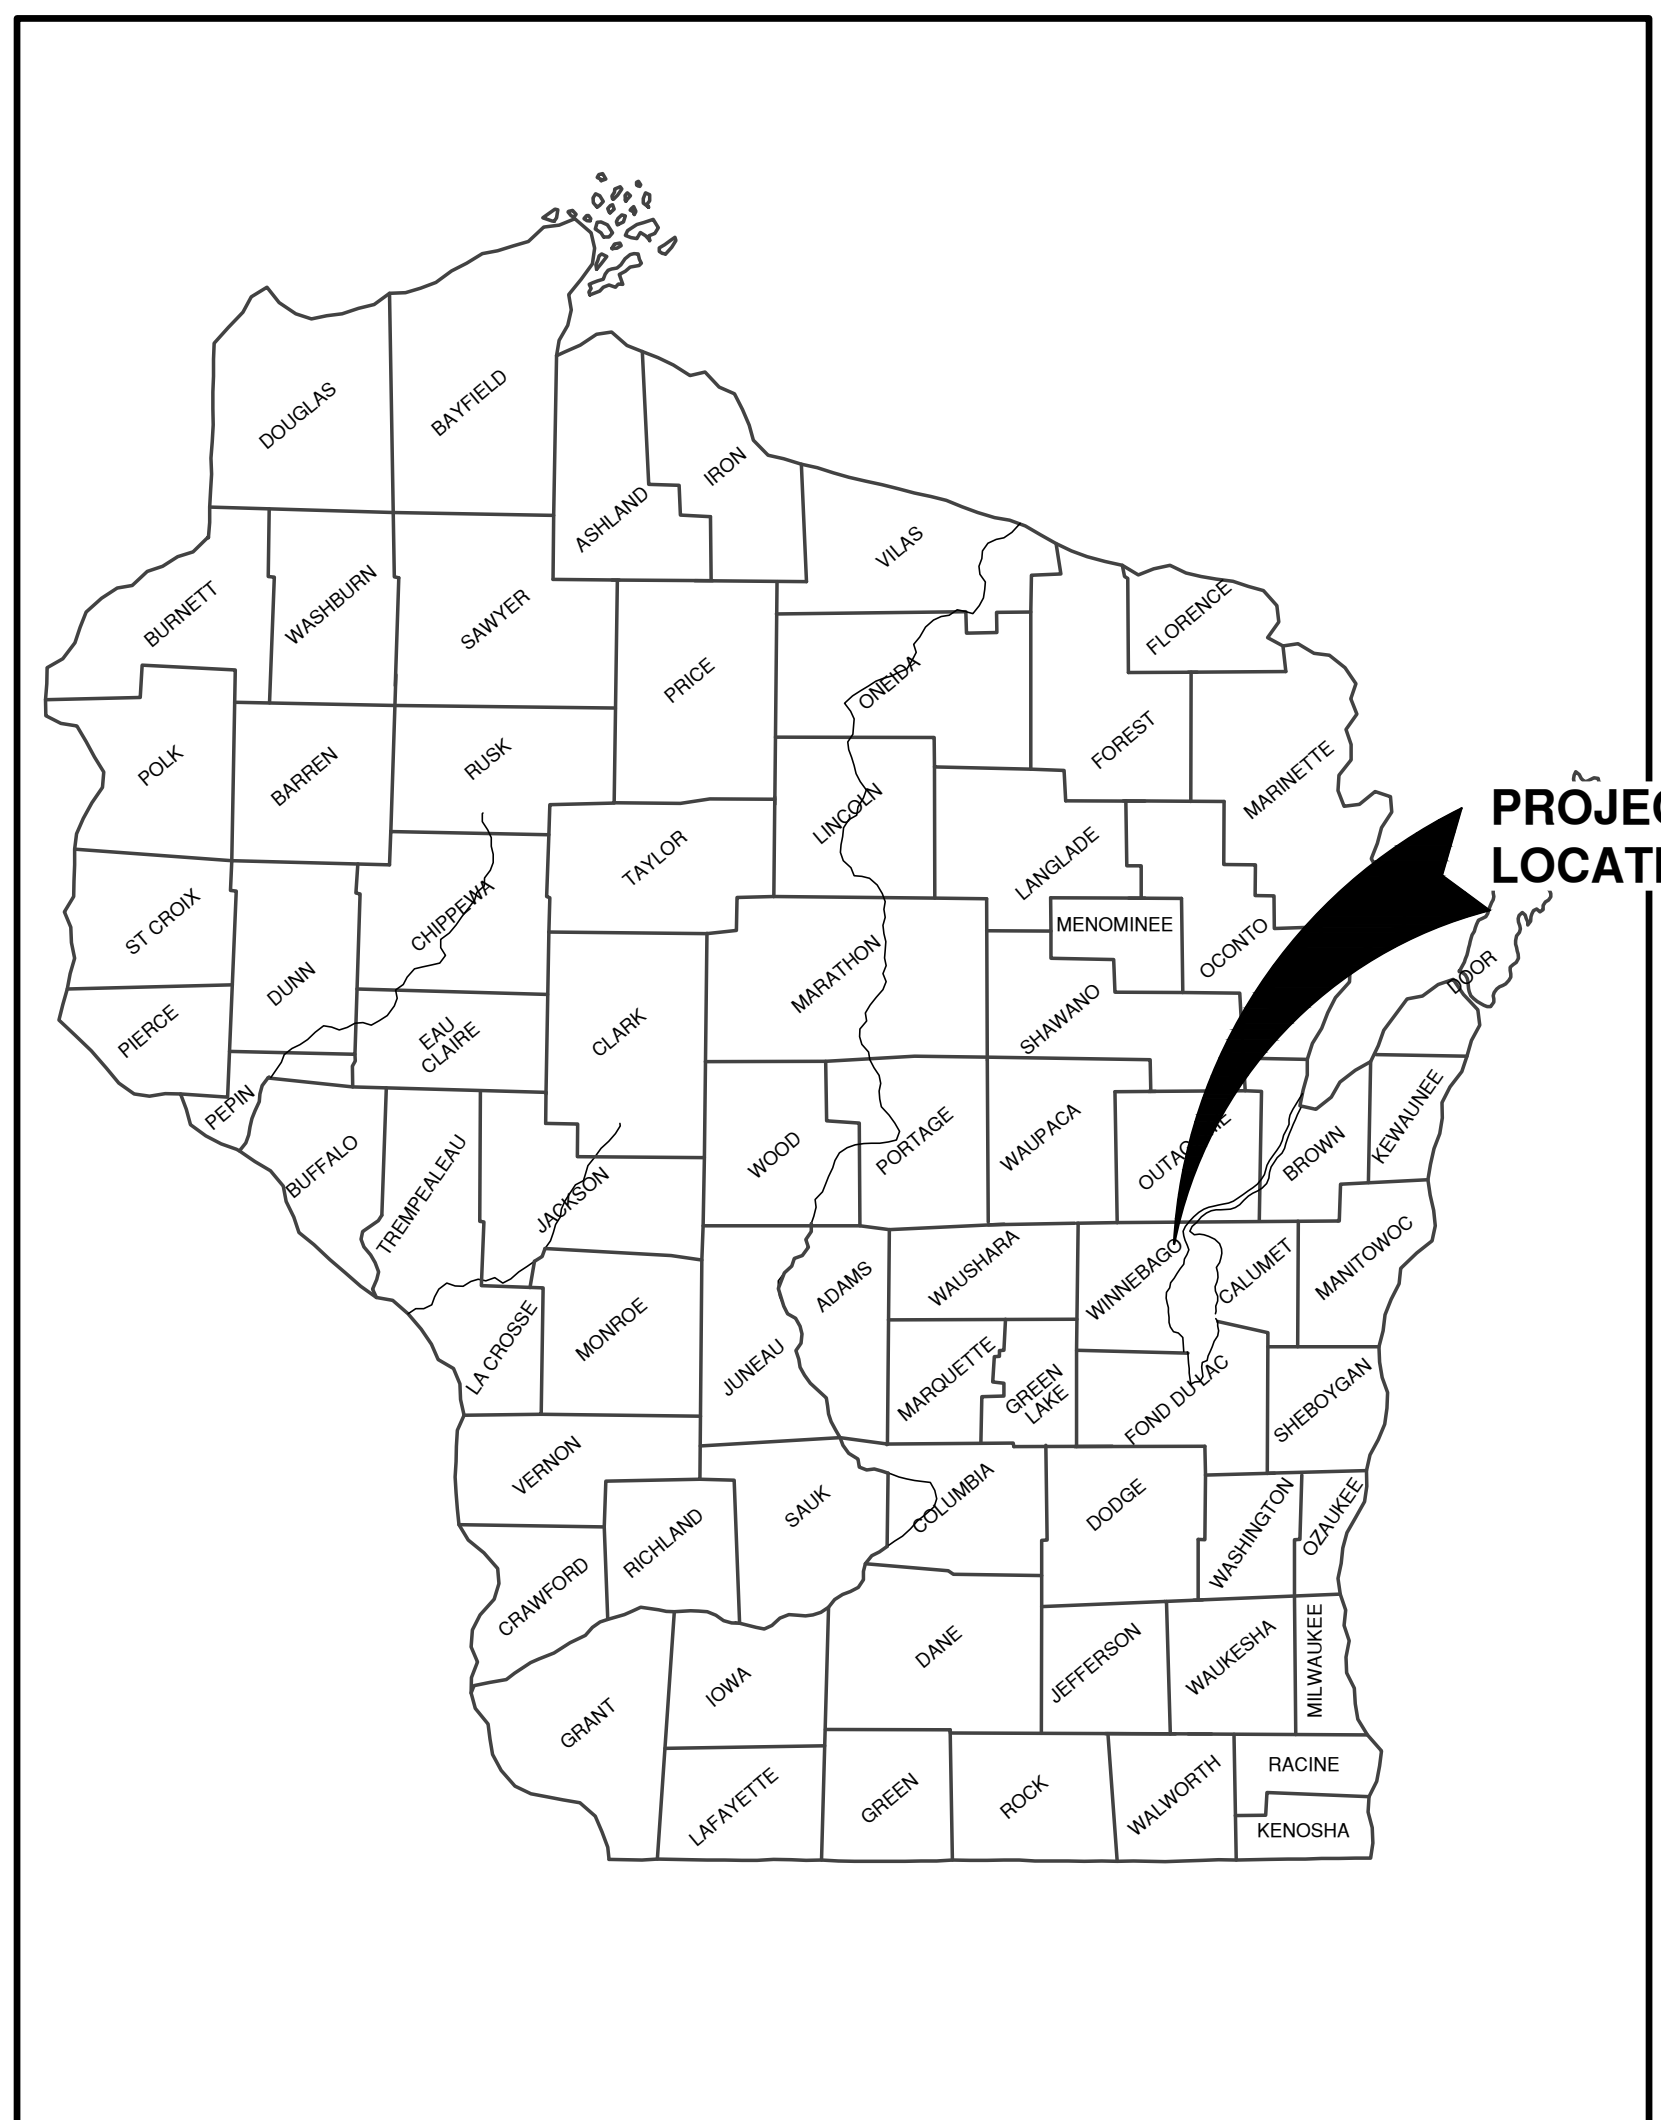 DOUGLAS
BAYFIELD
IRON
ASHLAND
VILAS
BURNETT
WASHBURN
SAWYER
FLORENCE
PRICE
ONEIDA
FOREST
POLK
BARREN
RUSK
MARINETTE
LINCOLN
PROJEC
LOCATI
TAYLOR
LANGLADE
ST CROIX
CHIPPEWA
MENOMINEE
OCONTO
DUNN
MARATHON
DOOR
PIERCE
EAU
CLAIRE
CLARK
SHAWANO
PEPIN
BUFFALO
TREMPEALEAU
JACKSON
WOOD
PORTAGE
WAUPACA
BROWN
KEWAUNEE
WAUSHARA
WINNEBAGO
CALUMET
MANITOWOC
ADAMS
LA CROSSE
MONROE
JUNEAU
MARQUETTE
GREEN
LAKE
FOND DU LAC
SHEBOYGAN
VERNON
RICHLAND
SAUK
COLUMBIA
DODGE
WASHINGTON
OZAUKEE
CRAWFORD
DANE
JEFFERSON
WAUKESHA
MILWAUKEE
GRANT
IOWA
LAFAYETTE
GREEN
ROCK
WALWORTH
RACINE
KENOSHA